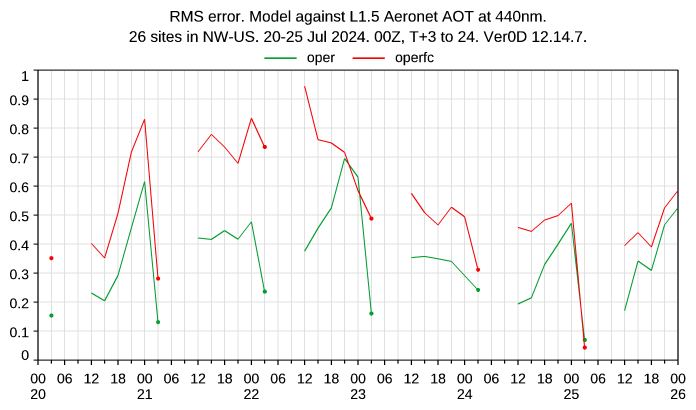 RMS error. Model against L1.5 Aeronet AOT at 440nm.
26 sites in NW-US. 20-25 Jul 2024. 00Z, T+3 to 24. Ver0D 12.14.7.
oper operfc
1
0.9
0.8
0.7
0.6
0.5
0.4
0.3
0.2
0.1
0
00 06 12 18 00 06 12 18 00 06 12 18 00 06 12 18 00 06 12 18 00 06 12 18 00
20 21 22 23 24 25 26